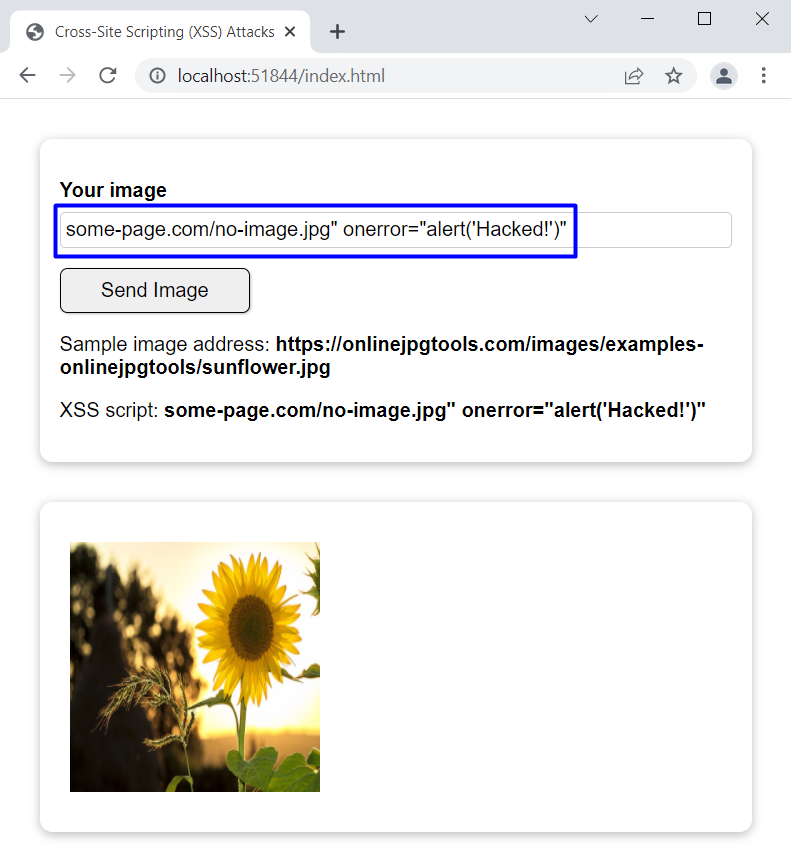 Cross-Site Scripting (XSS) Attacks
localhost:51844/index.html
Your image
some-page.com/no-image.jpg" onerror="alert('Hacked!')"
Send Image
Sample image address: https://onlinejpgtools.com/images/examples-
onlinejpgtools/sunflower.jpg
XSS script: some-page.com/no-image.jpg" onerror="alert('Hacked!')"